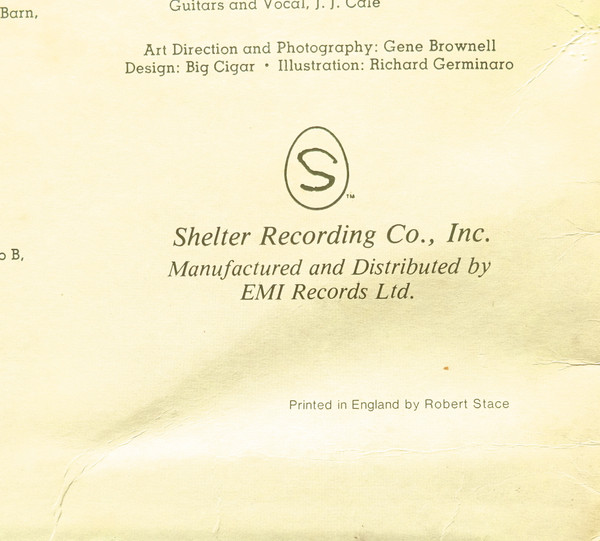 Guitars and Vocal, J. J. Cale
Barn,
Art Direction and Photography: Gene Brownell
Design: Big Cigar • Illustration: Richard Germinaro
S
TM
Shelter Recording Co., Inc.
o B,
Manufactured and Distributed by
EMI Records Ltd.
Printed in England by Robert Stace